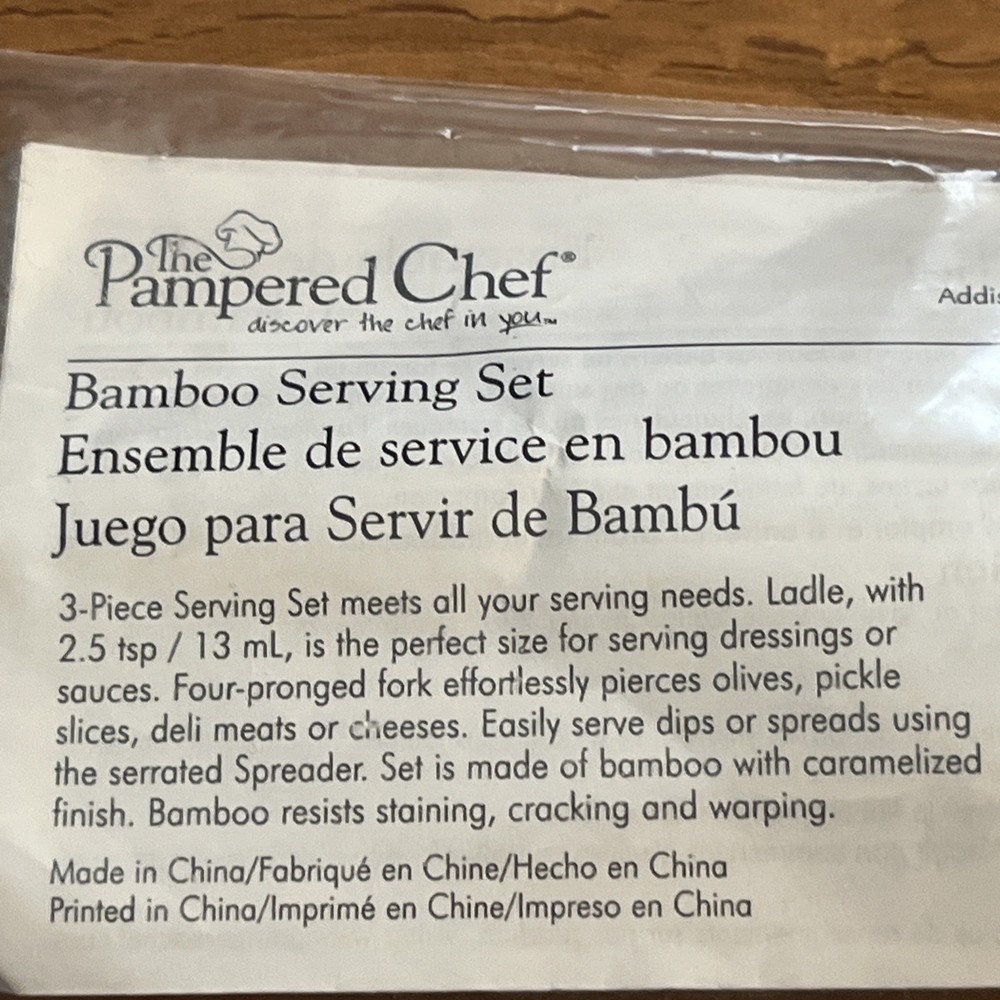 The
Pampered Chef®
discover the chef in you™
Bamboo Serving Set
Ensemble de service en bambou
Juego para Servir de Bambú
3-Piece Serving Set meets all your serving needs. Ladle, with
2.5 tsp / 13 mL, is the perfect size for serving dressings or
sauces. Four-pronged fork effortlessly pierces olives, pickle
slices, deli meats or cheeses. Easily serve dips or spreads using
the serrated Spreader. Set is made of bamboo with caramelized
finish. Bamboo resists staining, cracking and warping.
Made in China/Fabriqué en Chine/Hecho en China
Printed in China/Imprimé en Chine/Impreso en China